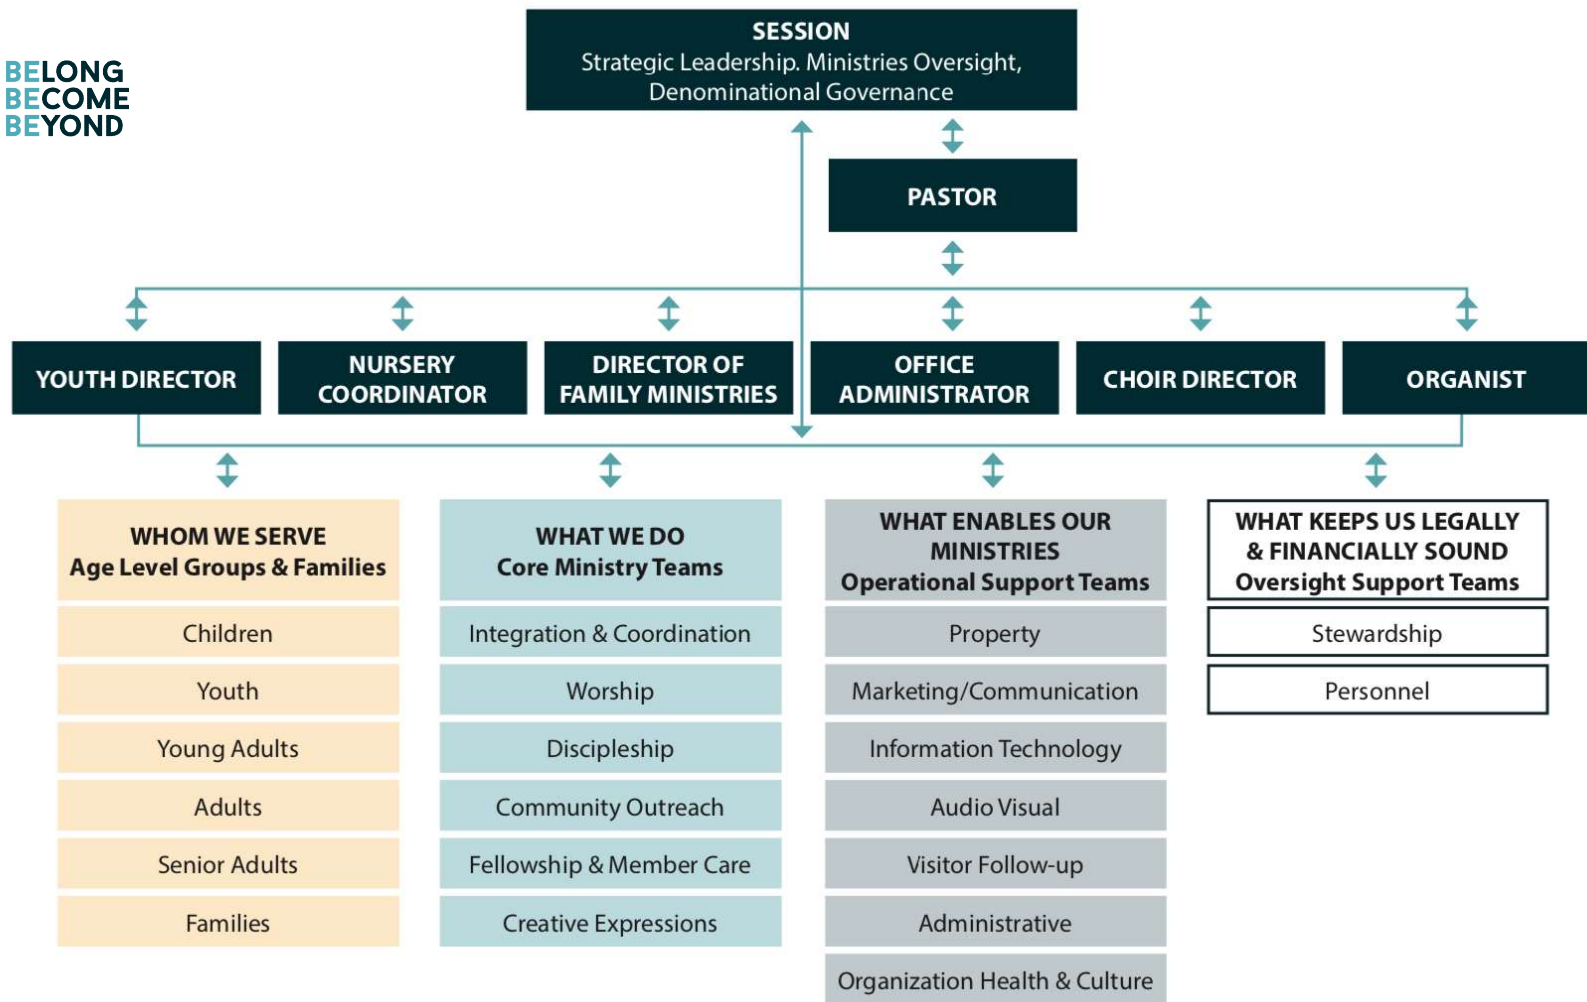 BELONG
BECOME
BEYOND
SESSION
Strategic Leadership. Ministries Oversight,
Denominational Governance
PASTOR
YOUTH DIRECTOR
NURSERY
COORDINATOR
DIRECTOR OF
FAMILY MINISTRIES
OFFICE
ADMINISTRATOR
CHOIR DIRECTOR
ORGANIST
WHOM WE SERVE
Age Level Groups & Families
Children
Youth
Young Adults
Adults
Senior Adults
Families
WHAT WE DO
Core Ministry Teams
Integration & Coordination
Worship
Discipleship
Community Outreach
Fellowship & Member Care
Creative Expressions
WHAT ENABLES OUR
MINISTRIES
Operational Support Teams
Property
Marketing/Communication
Information Technology
Audio Visual
Visitor Follow-up
Administrative
Organization Health & Culture
WHAT KEEPS US LEGALLY
& FINANCIALLY SOUND
Oversight Support Teams
Stewardship
Personnel